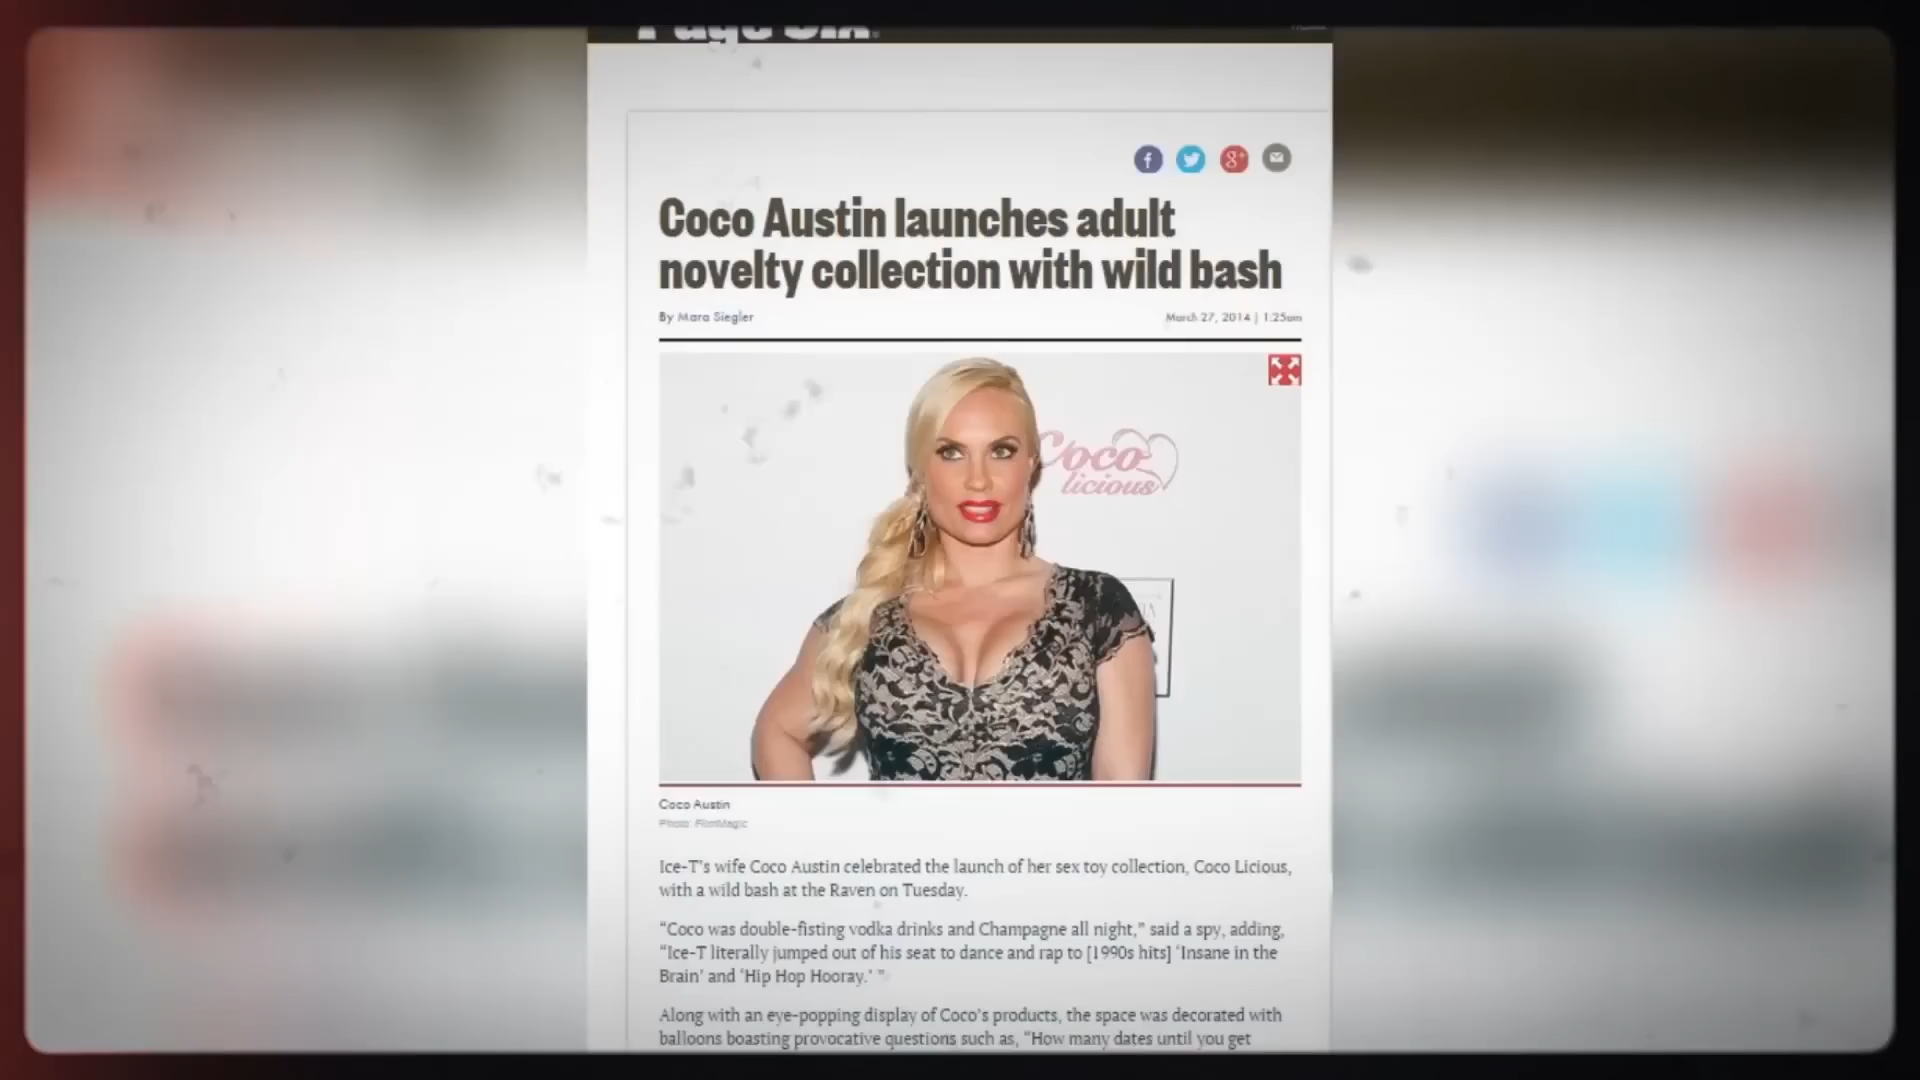 Page Six.
Coco Austin launches adult
novelty collection with wild bash
By Mara Siegler
March 27, 2014 | 1:25am
Coco
licious
Coco Austin
Photo: FilmMagic
Ice-T's wife Coco Austin celebrated the launch of her sex toy collection, Coco Licious,
with a wild bash at the Raven on Tuesday.
“Coco was double-fisting vodka drinks and Champagne all night,” said a spy, adding,
“Ice-T literally jumped out of his seat to dance and rap to [1990s hits] ‘Insane in the
Brain’ and ‘Hip Hop Hooray.’ ”
Along with an eye-popping display of Coco’s products, the space was decorated with
balloons boasting provocative questions such as, “How many dates until you get